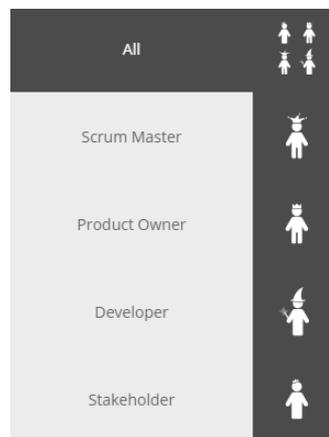 All
Scrum Master
Product Owner
Developer
Stakeholder